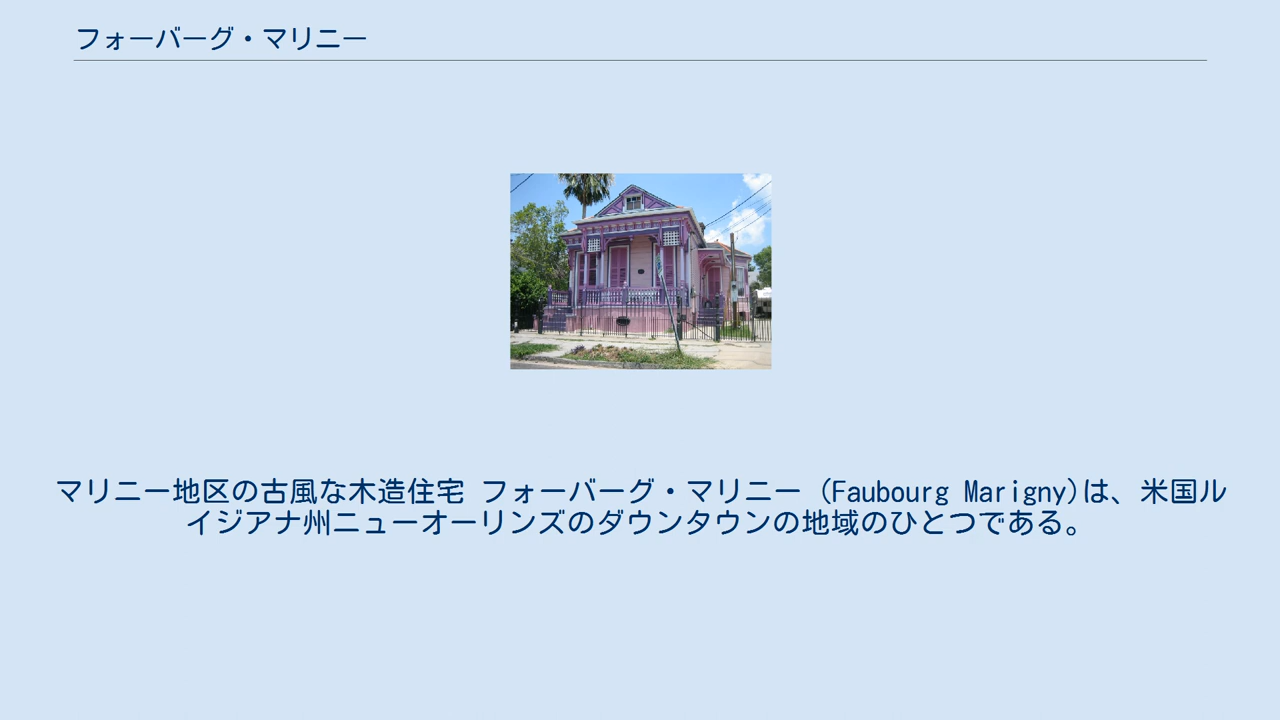 フォーバーグ・マリニー
マリニー地区の古風な木造住宅 フォーバーグ・マリニー (Faubourg Marigny)は、米国ル
イジアナ州ニューオーリンズのダウンタウンの地域のひとつである。